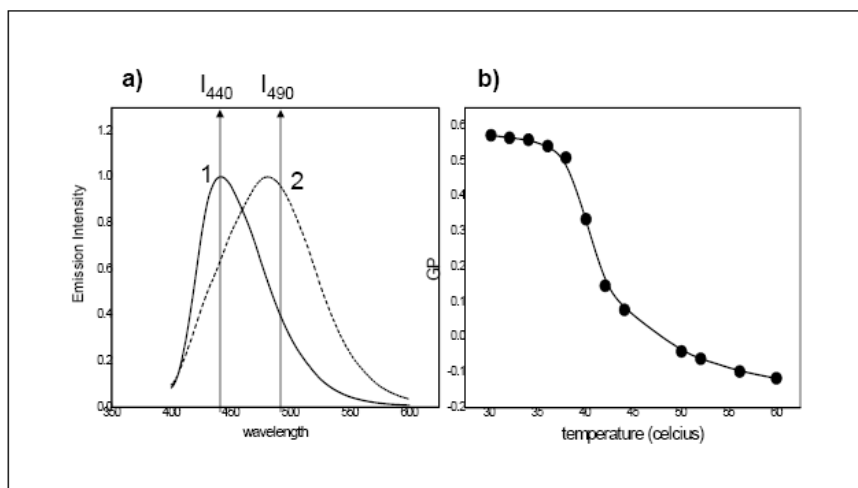 a)
I440 I490
1.2
1.0
0.8
0.6
0.4
0.2
0.0
Emission Intensity
1
2
350 400 450 500 550 600
wavelength
b)
0.6
0.5
0.4
0.3
0.2
0.1
0.0
-0.1
-0.2
GP
30 35 40 45 50 55 60
temperature (celcius)